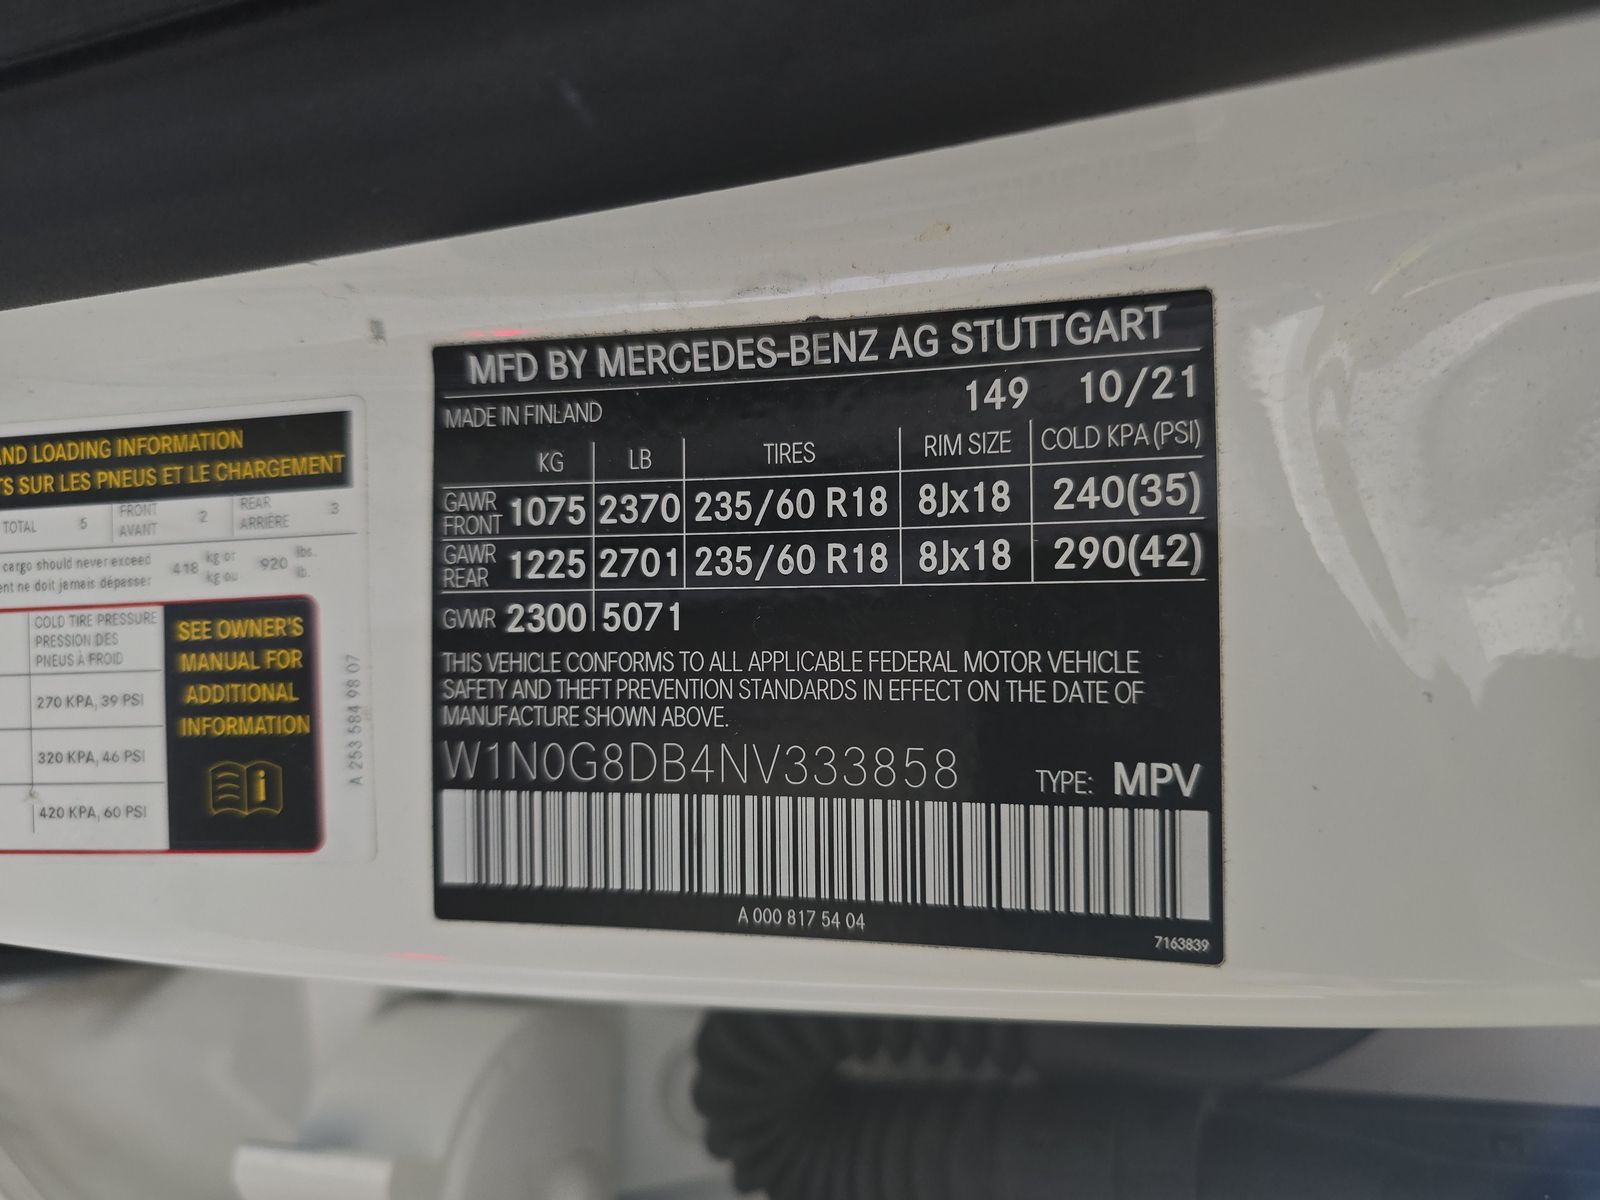 AND LOADING INFORMATION
TS SUR LES PNEUS ET LE CHARGEMENT
TOTAL 5 FRONT AVANT 2 REAR ARRIÈRE 3
cargo should never exceed 418 kg or 920 lbs.
ent ne doit jamais dépasser kg ou lb.
COLD TIRE PRESSURE
PRESSION DES
PNEUS À FROID
270 KPA, 39 PSI
320 KPA, 46 PSI
420 KPA, 60 PSI
SEE OWNER'S
MANUAL FOR
ADDITIONAL
INFORMATION
i
A 253 584 98 07
MFD BY MERCEDES-BENZ AG STUTTGART
MADE IN FINLAND 149 10/21
KG LB TIRES RIM SIZE COLD KPA (PSI)
GAWR FRONT 1075 2370 235/60 R18 8Jx18 240(35)
GAWR REAR 1225 2701 235/60 R18 8Jx18 290(42)
GVWR 2300 5071
THIS VEHICLE CONFORMS TO ALL APPLICABLE FEDERAL MOTOR VEHICLE
SAFETY AND THEFT PREVENTION STANDARDS IN EFFECT ON THE DATE OF
MANUFACTURE SHOWN ABOVE.
W1N0G8DB4NV333858 TYPE: MPV
A 000 817 54 04
7163839